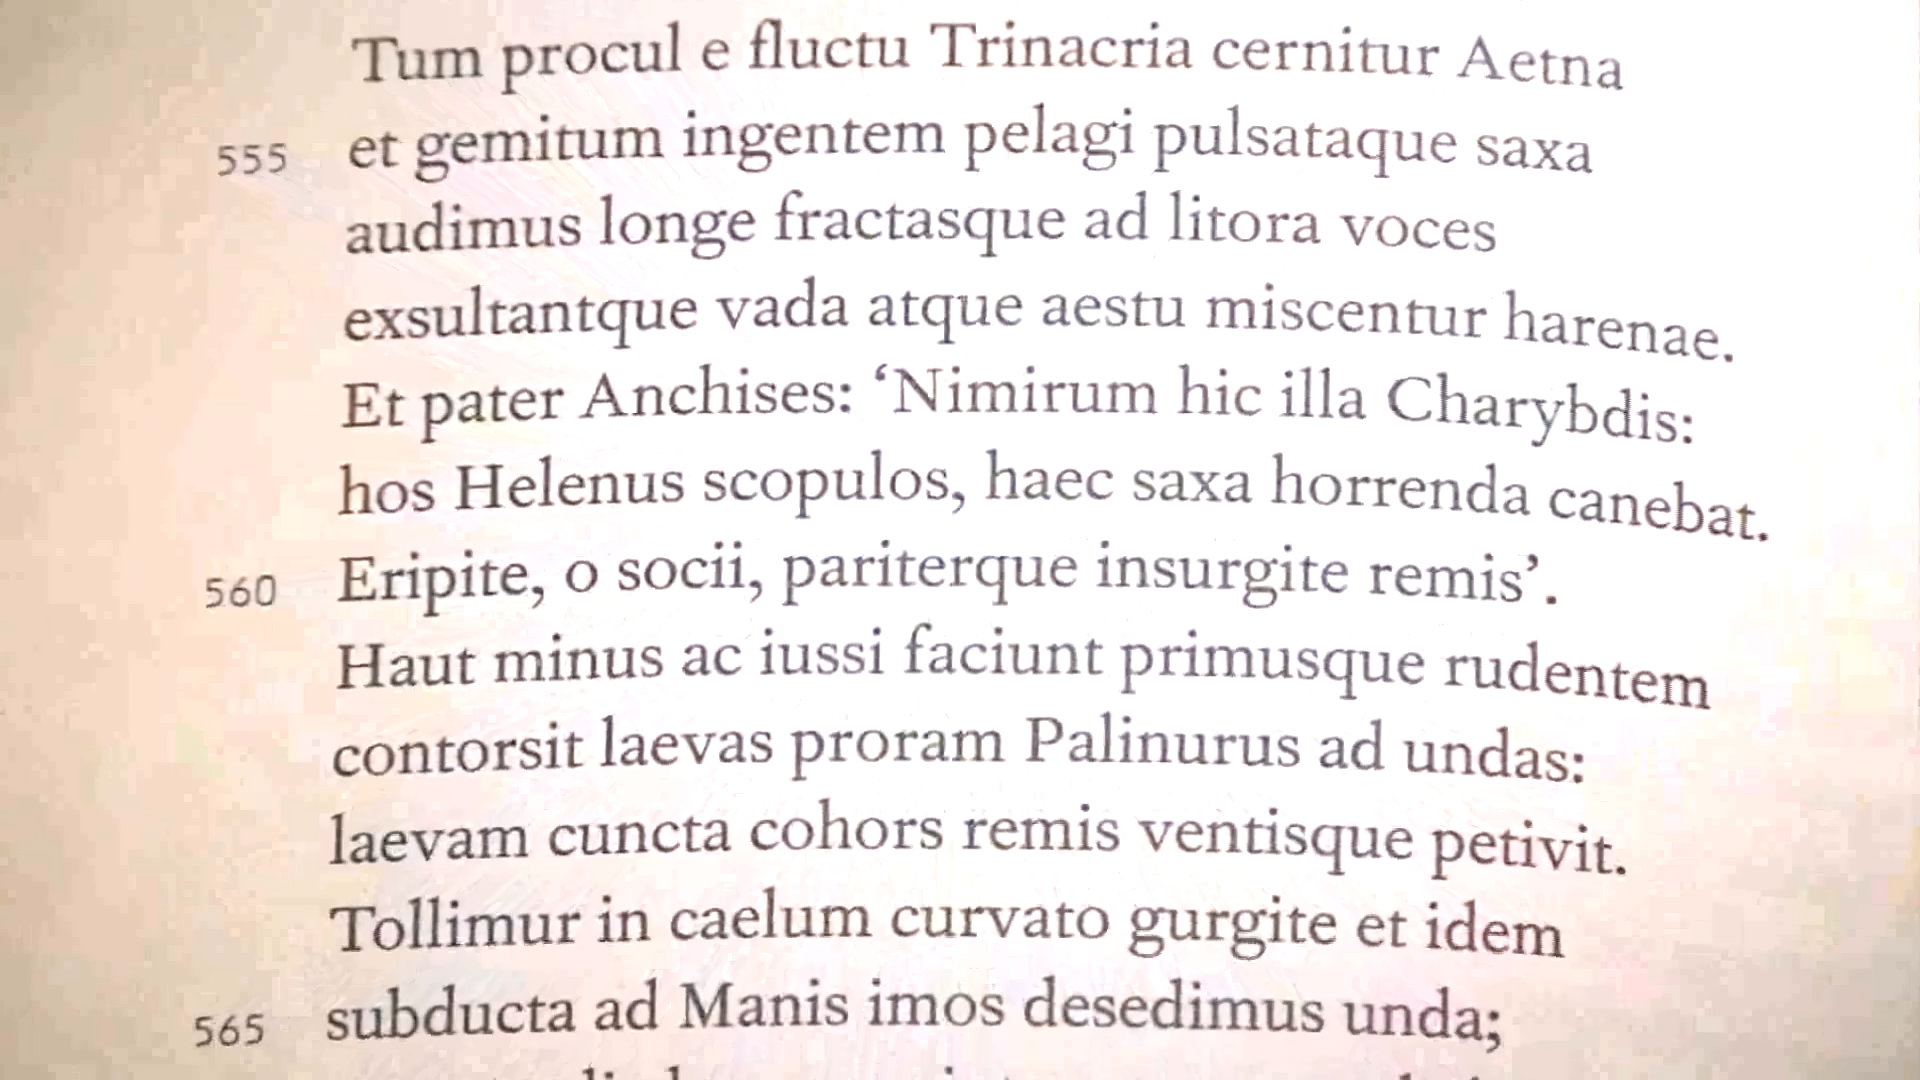 Tum procul e fluctu Trinacria cernitur Aetna
555 et gemitum ingentem pelagi pulsataque saxa
audimus longe fractasque ad litora voces
exsultantque vada atque aestu miscentur harenae.
Et pater Anchises: ‘Nimirum hic illa Charybdis:
hos Helenus scopulos, haec saxa horrenda canebat.
560 Eripite, o socii, pariterque insurgite remis’.
Haut minus ac iussi faciunt primusque rudentem
contorsit laevas proram Palinurus ad undas:
laevam cuncta cohors remis ventisque petivit.
Tollimur in caelum curvato gurgite et idem
565 subducta ad Manis imos desedimus unda;